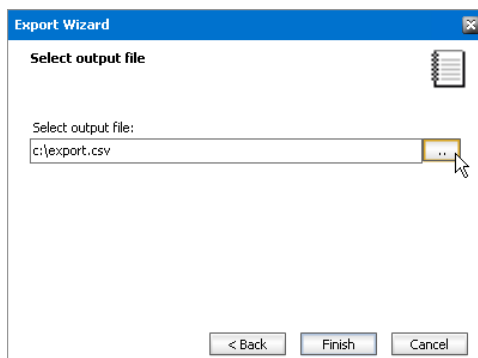 Export Wizard
Select output file
Select output file:
c:\export.csv
..
< Back Finish Cancel